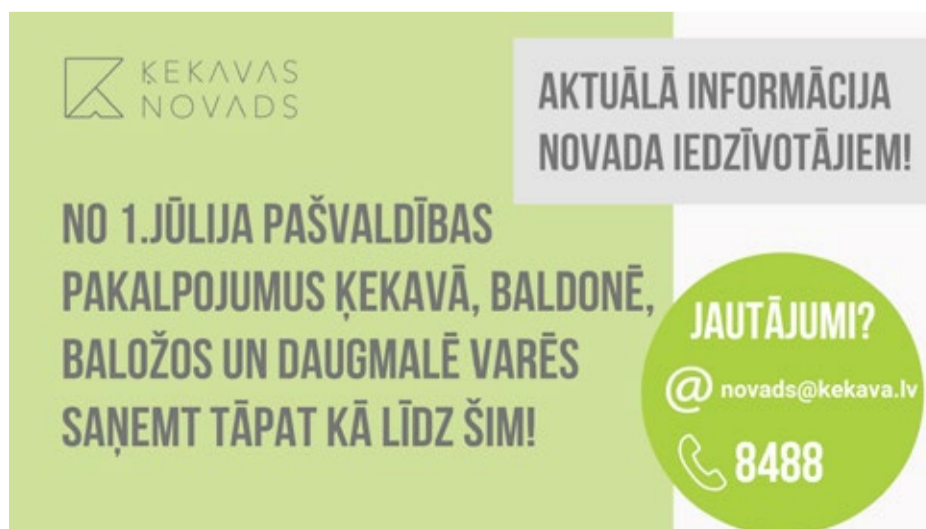 ĶEKAVAS
NOVADS
AKTUĀLĀ INFORMĀCIJA
NOVADA IEDZĪVOTĀJIEM!
NO 1.JŪLIJA PAŠVALDĪBAS
PAKALPOJUMUS ĶEKAVĀ, BALDONĒ,
BALOŽOS UN DAUGMALĒ VARĒS
SAŅEMT TĀPAT KĀ LĪDZ ŠIM!
JAUTĀJUMI?
@ novads@kekava.lv
8488